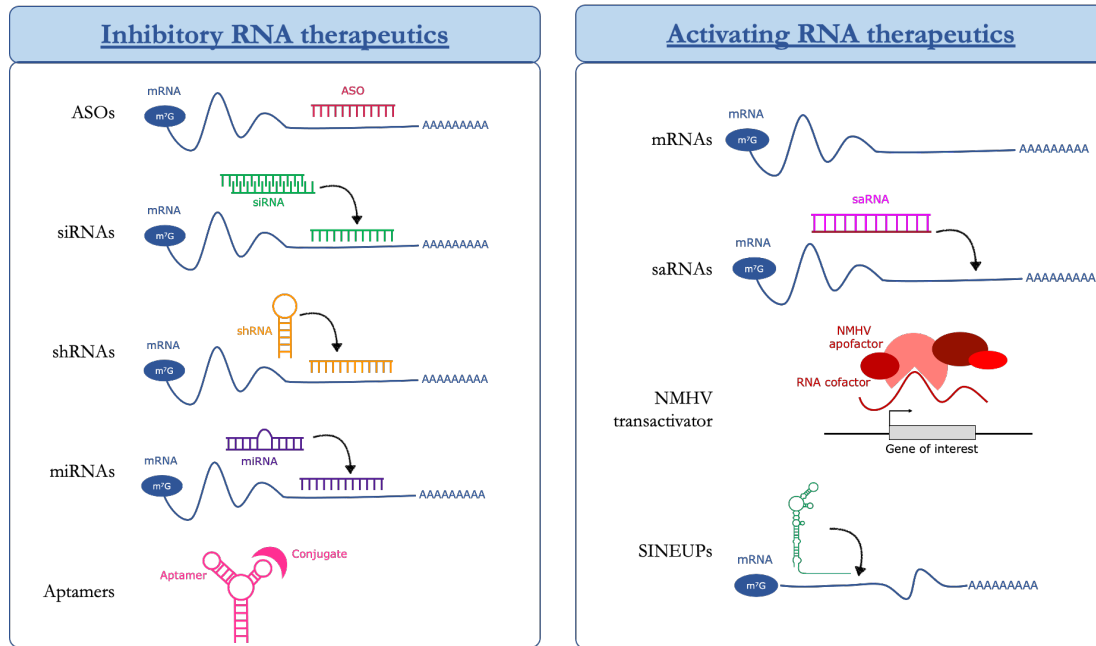 Inhibitory RNA therapeutics
ASOs
mRNA
m⁷G
ASO
AAAAAAAAA
siRNAs
siRNA
mRNA
m⁷G
AAAAAAAAA
shRNAs
shRNA
mRNA
m⁷G
AAAAAAAAA
miRNAs
miRNA
mRNA
m⁷G
AAAAAAAAA
Aptamers
Aptamer
Conjugate
Activating RNA therapeutics
mRNAs
mRNA
m⁷G
AAAAAAAAA
saRNAs
saRNA
mRNA
m⁷G
AAAAAAAAA
NMHV
transactivator
NMHV
apofactor
RNA cofactor
Gene of interest
SINEUPs
mRNA
m⁷G
AAAAAAAAA